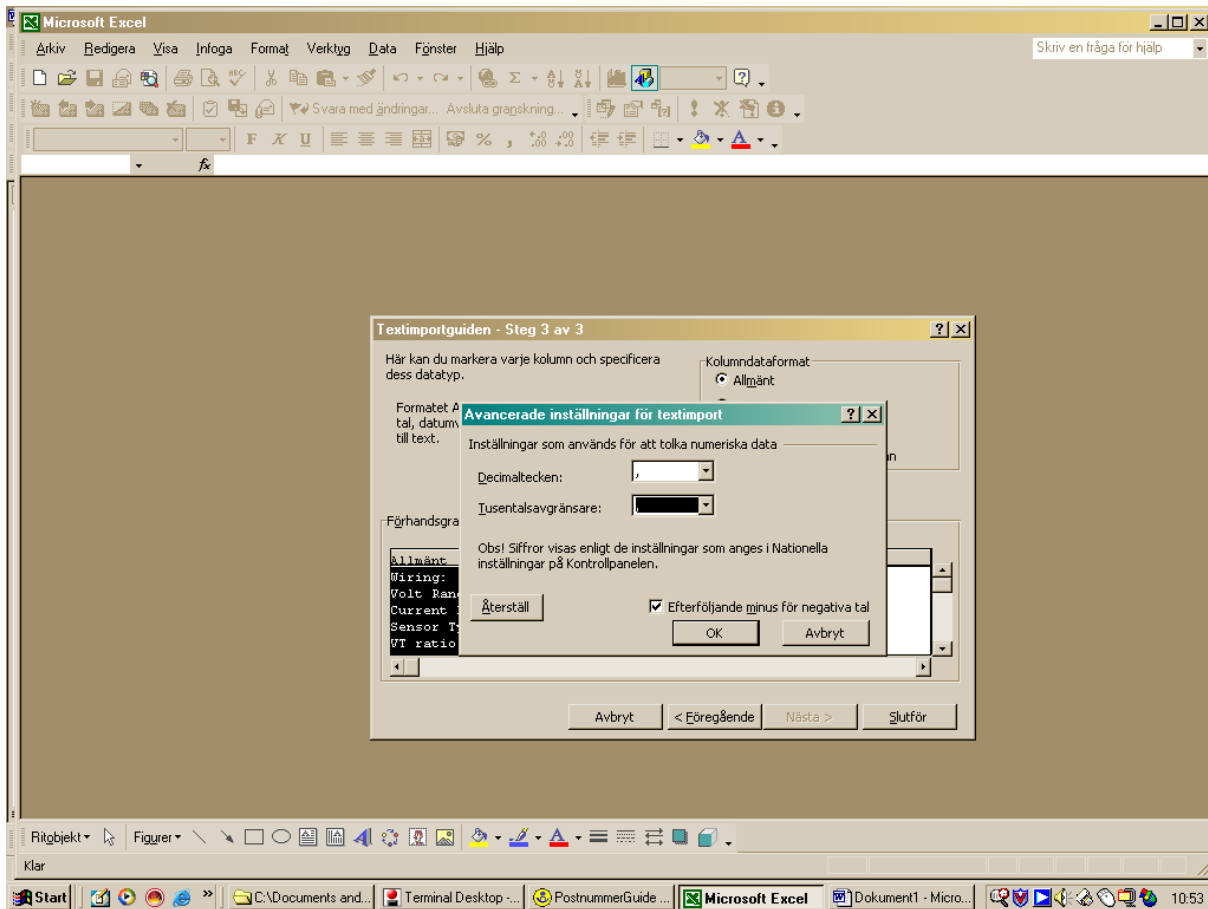 Microsoft Excel
Arkiv Redigera Visa Infoga Format Verktyg Data Fönster Hjälp
Skriv en fråga för hjälp
Svara med ändringar... Avsluta granskning...
F K U
fx
Textimportguiden - Steg 3 av 3
Här kan du markera varje kolumn och specificera
dess datatyp.
Kolumndataformat
Allmänt
Formatet A
tal, datumv
till text.
Avancerade inställningar för textimport
Inställningar som används för att tolka numeriska data
Decimaltecken:
,
Tusentalsavgränsare:
Obs! Siffror visas enligt de inställningar som anges i Nationella
inställningar på Kontrollpanelen.
Återställ
Efterföljande minus för negativa tal
OK
Avbryt
Förhandsgra
Allmänt
Wiring:
Volt Ran
Current
Sensor Ty
VT ratio
Avbryt
< Föregående
Nästa >
Slutför
Ritobjekt
Figurer
Klar
Start
C:\Documents and...
Terminal Desktop -...
PostnummerGuide ...
Microsoft Excel
Dokument1 - Micro...
10:53